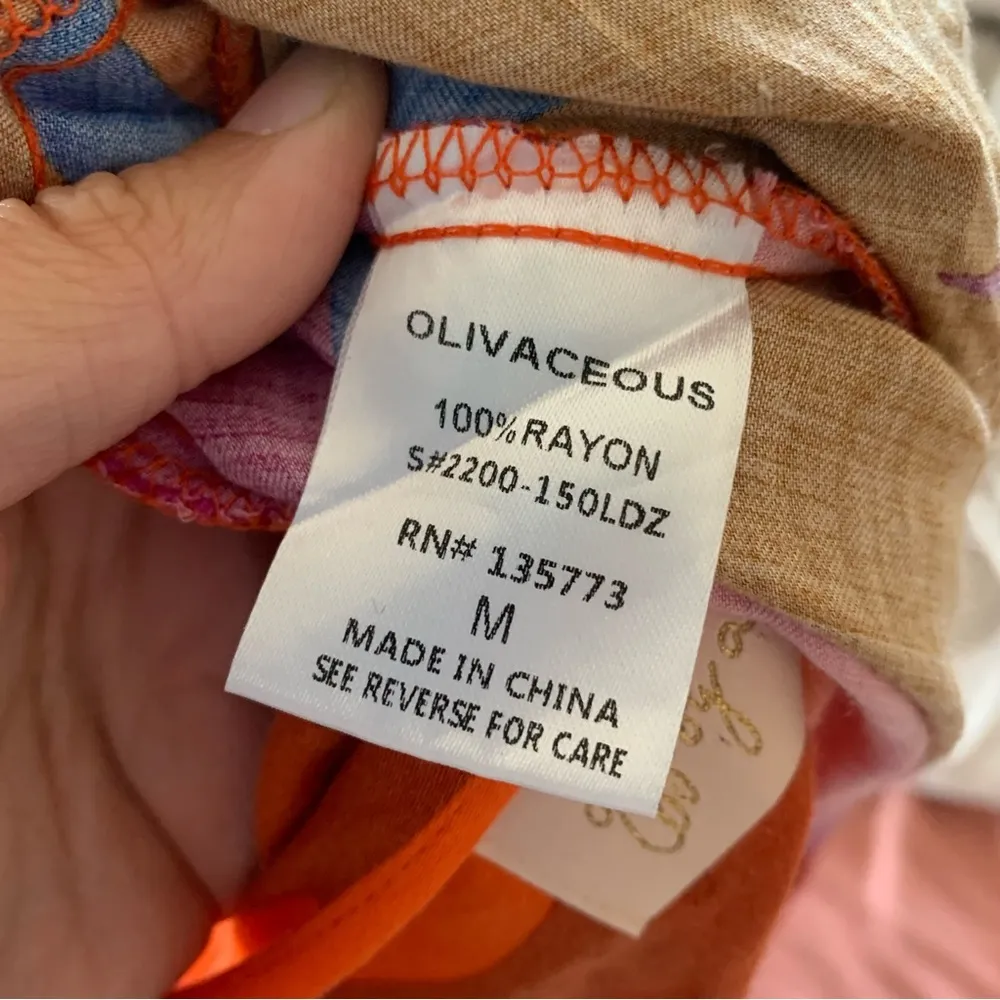 OLIVACEOUS
100% RAYON
S#2200-150LDZ
RN# 135773
M
MADE IN CHINA
SEE REVERSE FOR CARE